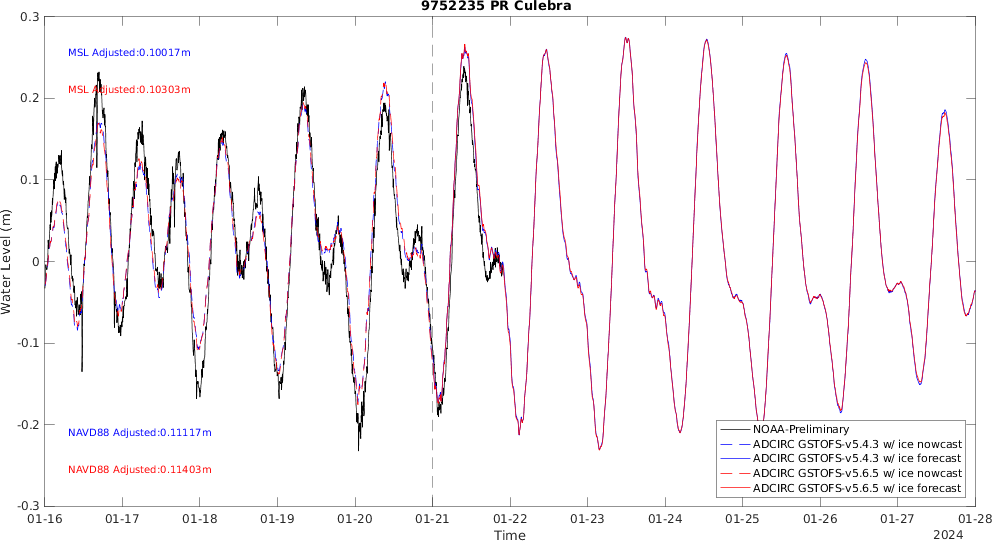 9752235 PR Culebra
0.3
0.2
0.1
0
-0.1
-0.2
-0.3
Water Level (m)
MSL Adjusted:0.10017m
MSL Adjusted:0.10303m
NAVD88 Adjusted:0.11117m
NAVD88 Adjusted:0.11403m
NOAA-Preliminary
ADCIRC GSTOFS-v5.4.3 w/ ice nowcast
ADCIRC GSTOFS-v5.4.3 w/ ice forecast
ADCIRC GSTOFS-v5.6.5 w/ ice nowcast
ADCIRC GSTOFS-v5.6.5 w/ ice forecast
01-16 01-17 01-18 01-19 01-20 01-21 01-22 01-23 01-24 01-25 01-26 01-27 01-28
Time
2024